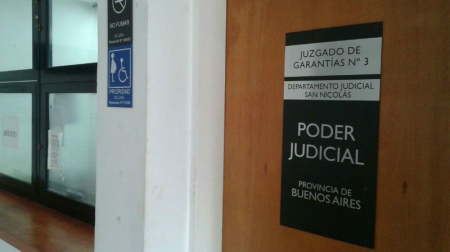 NO FUMAR
PRIORIDAD
JUZGADO DE
GARANTÍAS Nº 3
DEPARTAMENTO JUDICIAL
SAN NICOLÁS
PODER
JUDICIAL
PROVINCIA DE
BUENOS AIRES